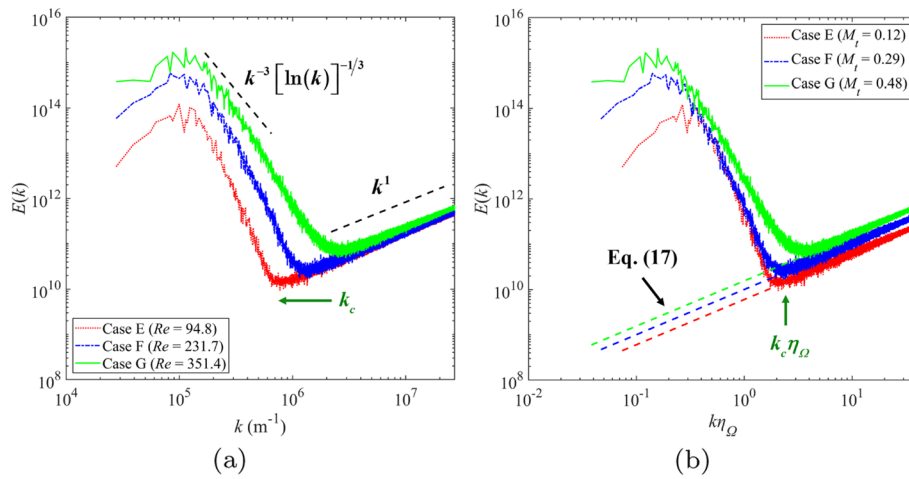 10^16
10^14
10^12
10^10
10^8
E(k)
k^−3 [ln(k)]^−1/3
k^1
k_c
Case E (Re = 94.8)
Case F (Re = 231.7)
Case G (Re = 351.4)
10^4 10^5 10^6 10^7
k (m^−1)
(a)
10^16
10^14
10^12
10^10
10^8
E(k)
Case E (M_t = 0.12)
Case F (M_t = 0.29)
Case G (M_t = 0.48)
Eq. (17)
k_c η_Ω
10^-2 10^-1 10^0 10^1
kη_Ω
(b)